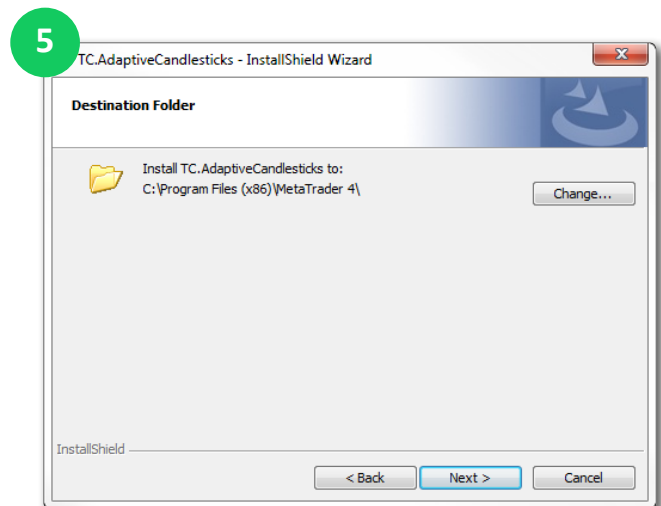 5
TC.AdaptiveCandlesticks - InstallShield Wizard
Destination Folder
Install TC.AdaptiveCandlesticks to:
C:\Program Files (x86)\MetaTrader 4\
Change...
InstallShield
< Back
Next >
Cancel